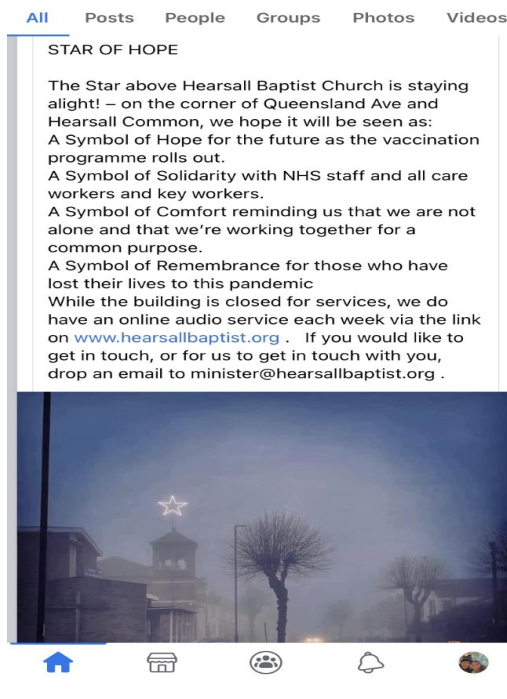 All Posts People Groups Photos Videos
STAR OF HOPE
The Star above Hearsall Baptist Church is staying
alight! – on the corner of Queensland Ave and
Hearsall Common, we hope it will be seen as:
A Symbol of Hope for the future as the vaccination
programme rolls out.
A Symbol of Solidarity with NHS staff and all care
workers and key workers.
A Symbol of Comfort reminding us that we are not
alone and that we're working together for a
common purpose.
A Symbol of Remembrance for those who have
lost their lives to this pandemic
While the building is closed for services, we do
have an online audio service each week via the link
on www.hearsallbaptist.org . If you would like to
get in touch, or for us to get in touch with you,
drop an email to minister@hearsallbaptist.org .